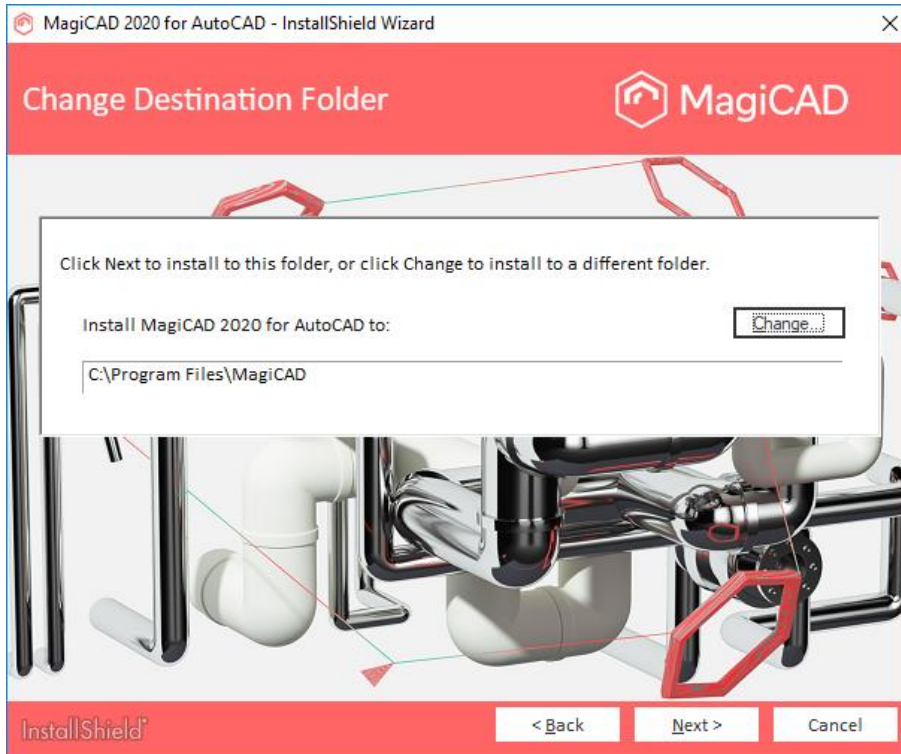 MagiCAD 2020 for AutoCAD - InstallShield Wizard
Change Destination Folder
MagiCAD
Click Next to install to this folder, or click Change to install to a different folder.
Install MagiCAD 2020 for AutoCAD to:
Change...
C:\Program Files\MagiCAD
InstallShield
< Back
Next >
Cancel